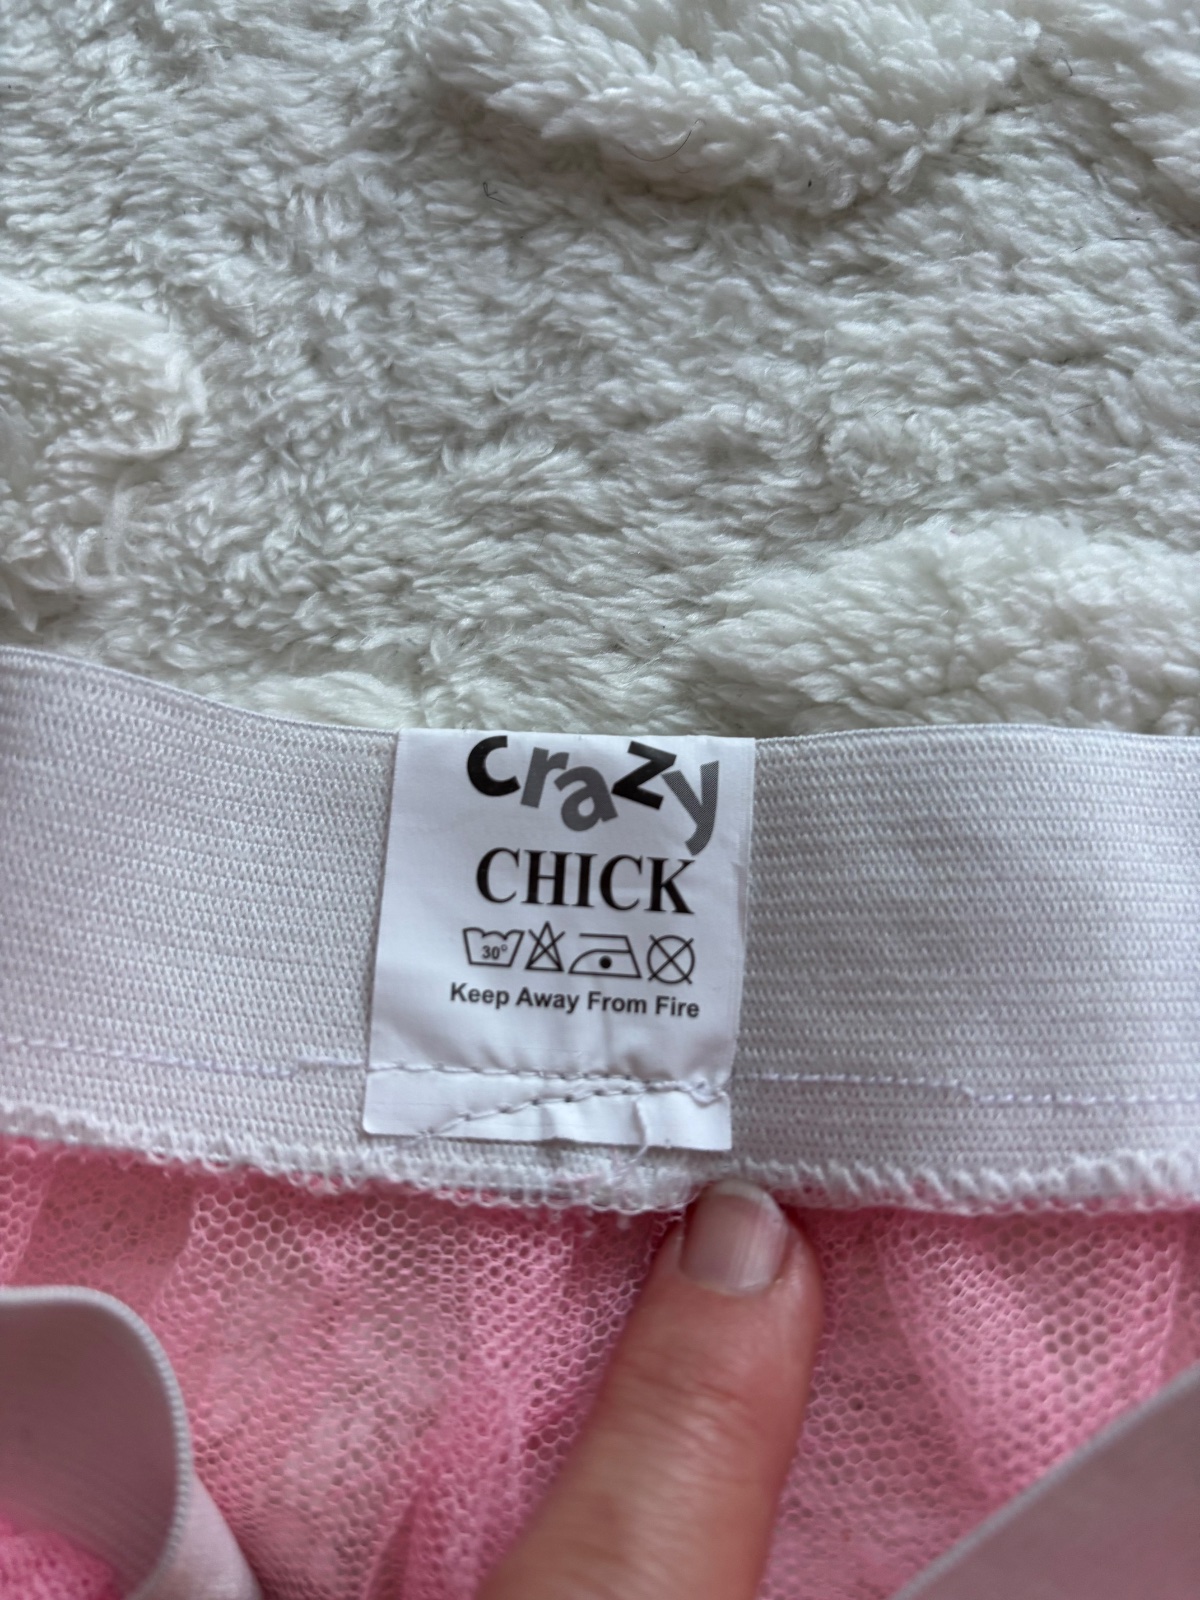 crazy
CHICK
30°
Keep Away From Fire